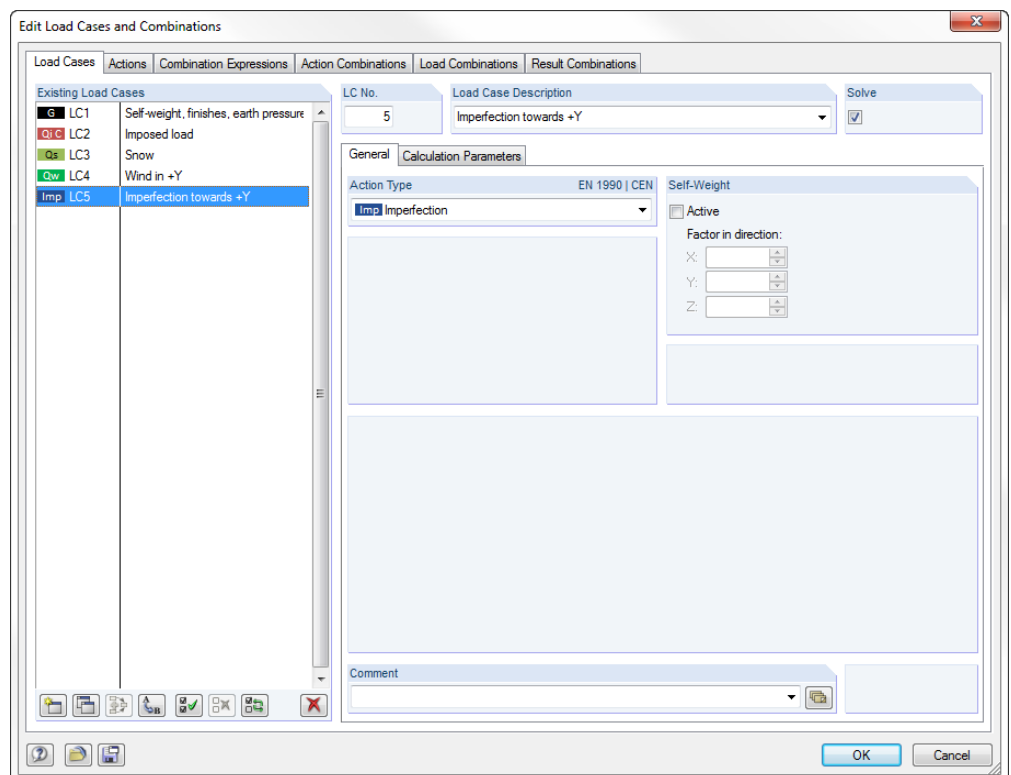 Edit Load Cases and Combinations
Load Cases Actions Combination Expressions Action Combinations Load Combinations Result Combinations
Existing Load Cases
G LC1 Self-weight, finishes, earth pressure
Qi C LC2 Imposed load
Qs LC3 Snow
Qw LC4 Wind in +Y
Imp LC5 Imperfection towards +Y
LC No.
5
Load Case Description
Imperfection towards +Y
Solve
General Calculation Parameters
Action Type EN 1990 | CEN
Imp Imperfection
Self-Weight
Active
Factor in direction:
X:
Y:
Z:
Comment
OK Cancel